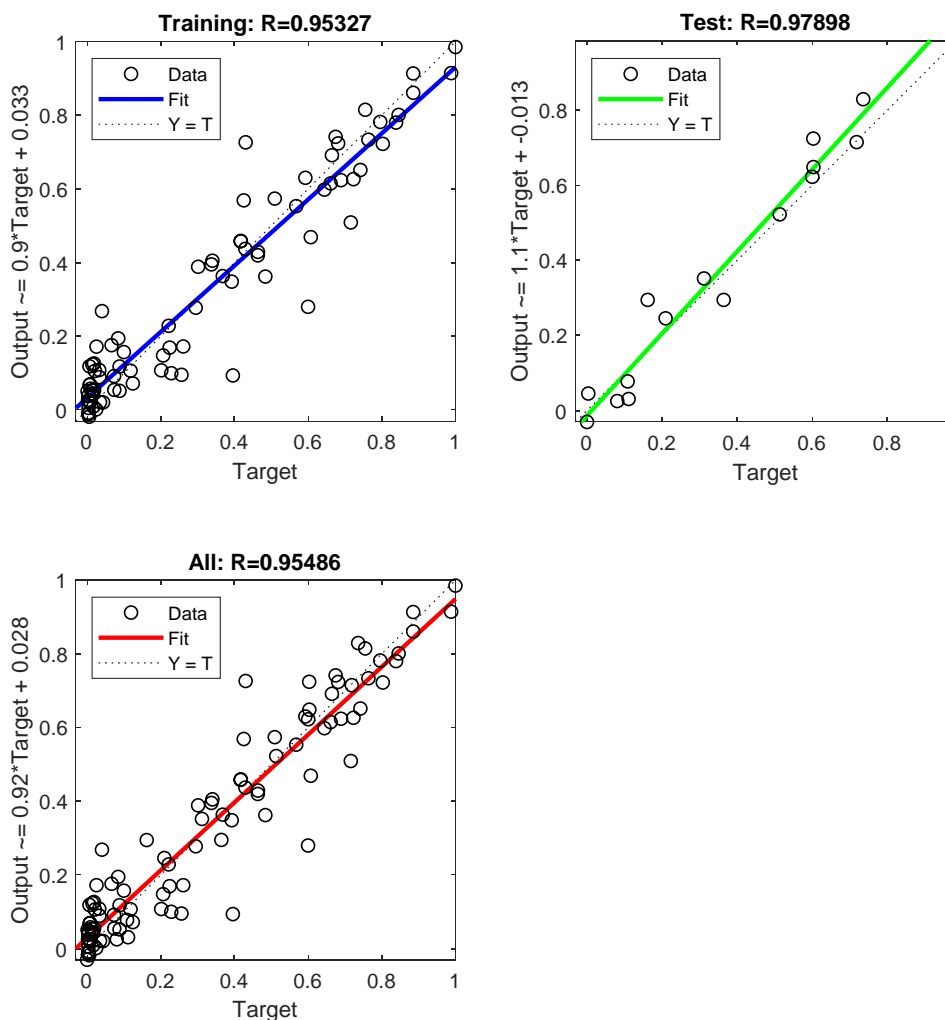 Training: R=0.95327
Data
Fit
Y = T
Output ~= 0.9*Target + 0.033
1
0.8
0.6
0.4
0.2
0
0
0.2
0.4
0.6
0.8
1
Target
Test: R=0.97898
Data
Fit
Y = T
Output ~= 1.1*Target + -0.013
0.8
0.6
0.4
0.2
0
0
0.2
0.4
0.6
0.8
Target
All: R=0.95486
Data
Fit
Y = T
Output ~= 0.92*Target + 0.028
1
0.8
0.6
0.4
0.2
0
0
0.2
0.4
0.6
0.8
1
Target